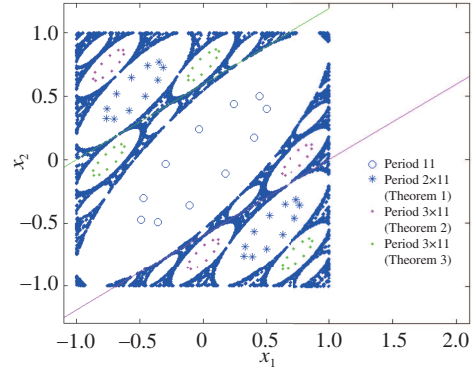 1.0
0.5
0
−0.5
−1.0
x2
−1.0 −0.5 0 0.5 1.0 1.5 2.0
x1
Period 11
Period 2×11
(Theorem 1)
Period 3×11
(Theorem 2)
Period 3×11
(Theorem 3)